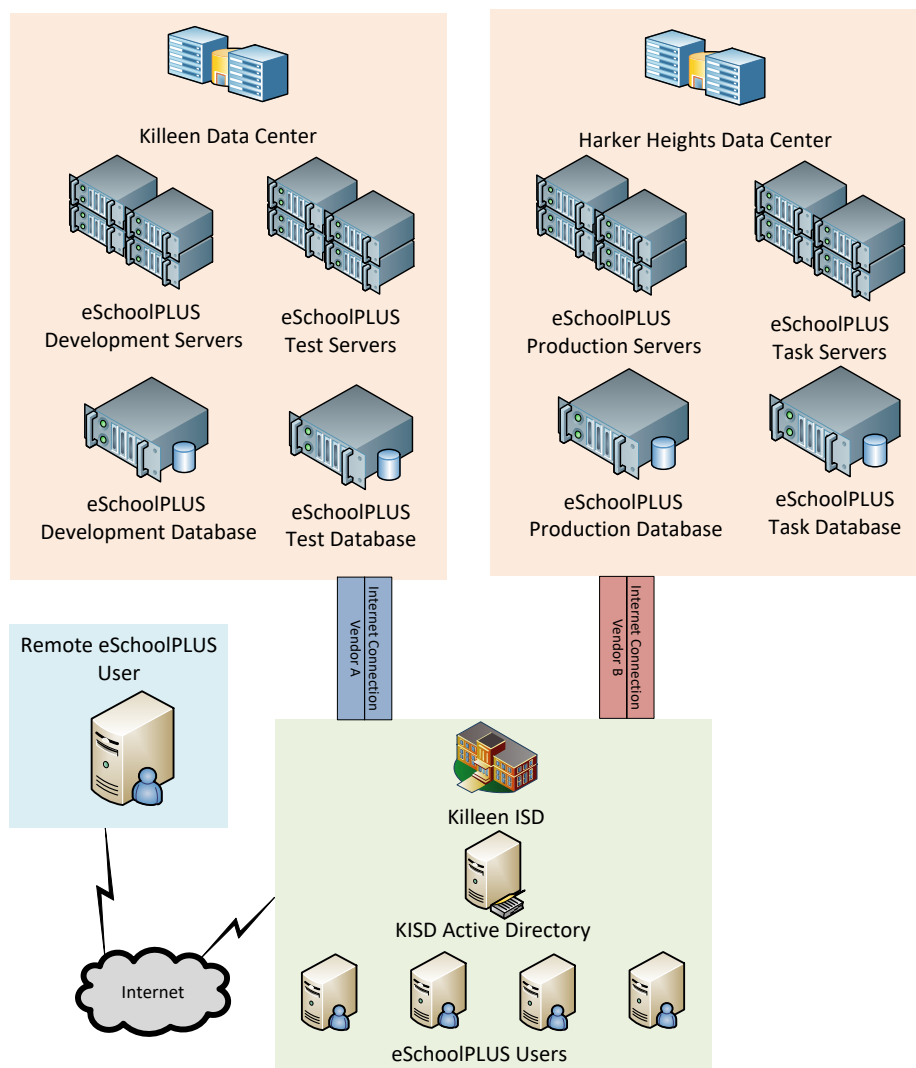 Killeen Data Center
eSchoolPLUS
Development Servers
eSchoolPLUS
Test Servers
eSchoolPLUS
Development Database
eSchoolPLUS
Test Database
Harker Heights Data Center
eSchoolPLUS
Production Servers
eSchoolPLUS
Task Servers
eSchoolPLUS
Production Database
eSchoolPLUS
Task Database
Internet Connection
Vendor A
Internet Connection
Vendor B
Remote eSchoolPLUS
User
Internet
Killeen ISD
KISD Active Directory
eSchoolPLUS Users